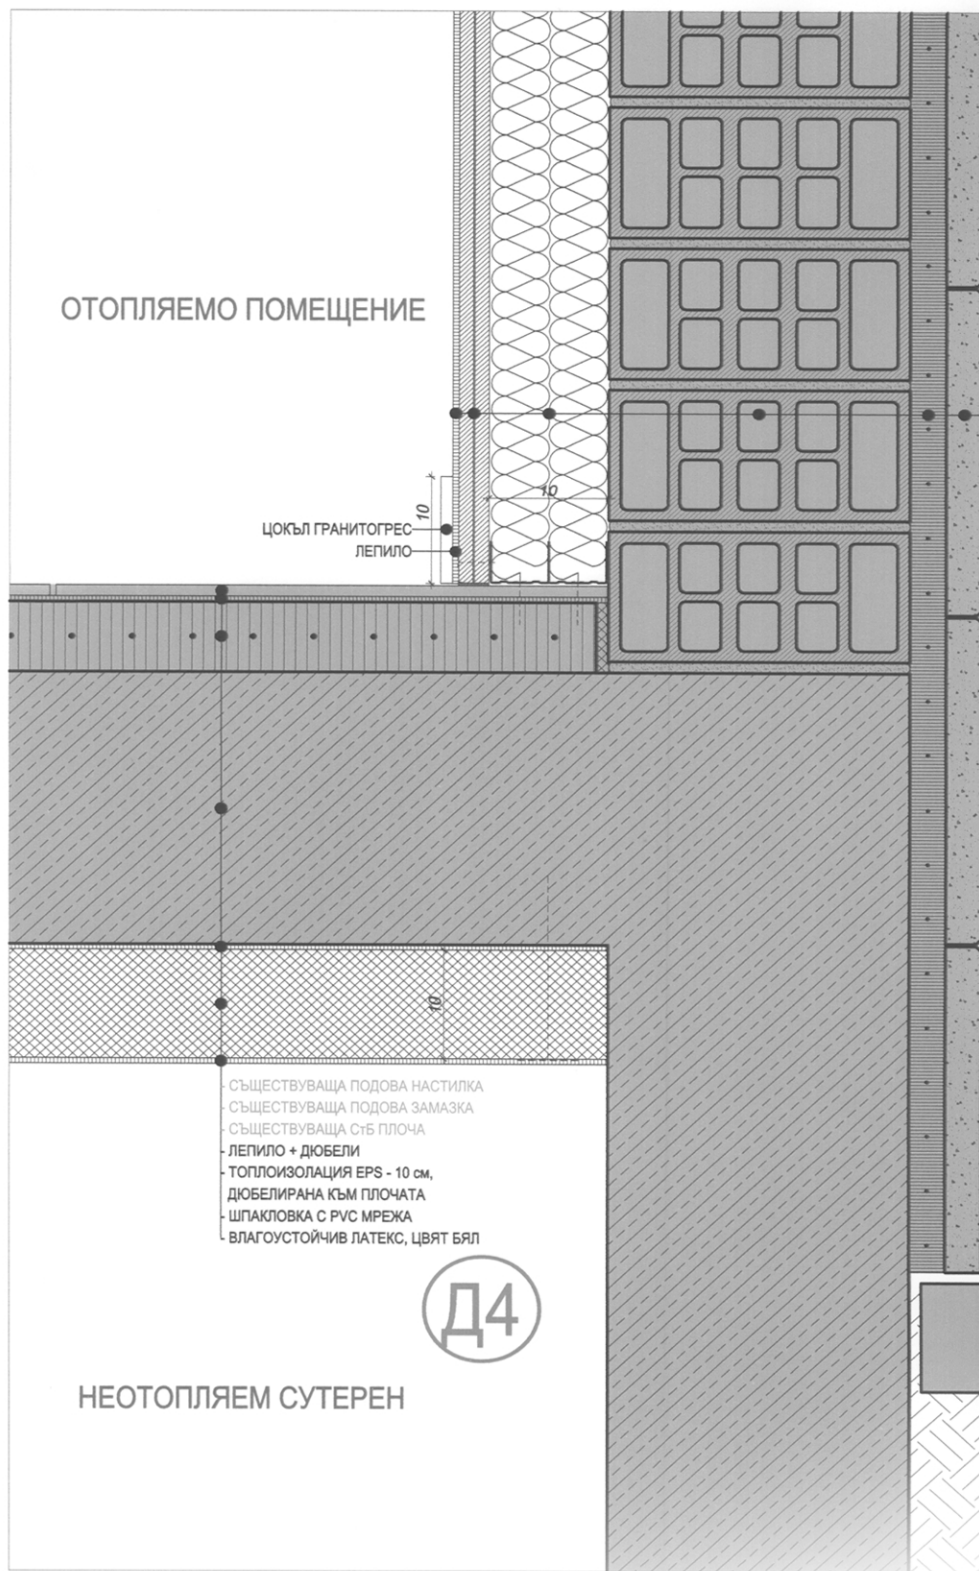 ОТОПЛЯЕМО ПОМЕЩЕНИЕ
10
10
ЦОКЪЛ ГРАНИТОГРЕС
ЛЕПИЛО
10
СЪЩЕСТВУВАЩА ПОДОВА НАСТИЛКА
СЪЩЕСТВУВАЩА ПОДОВА ЗАМАЗКА
СЪЩЕСТВУВАЩА СтБ ПЛОЧА
ЛЕПИЛО + ДЮБЕЛИ
ТОПЛОИЗОЛАЦИЯ EPS - 10 см,
ДЮБЕЛИРАНА КЪМ ПЛОЧАТА
ШПАКЛОВКА С PVC МРЕЖА
ВЛАГОУСТОЙЧИВ ЛАТЕКС, ЦВЯТ БЯЛ
Д4
НЕОТОПЛЯЕМ СУТЕРЕН